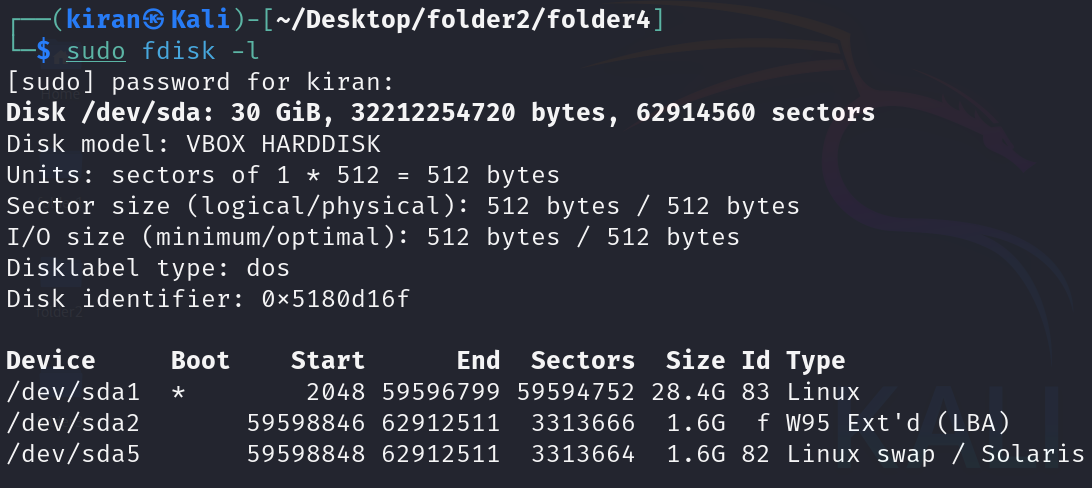 ┌──(kiran㉿Kali)-[~/Desktop/folder2/folder4]
└─$ sudo fdisk -l
[sudo] password for kiran:
Disk /dev/sda: 30 GiB, 32212254720 bytes, 62914560 sectors
Disk model: VBOX HARDDISK
Units: sectors of 1 * 512 = 512 bytes
Sector size (logical/physical): 512 bytes / 512 bytes
I/O size (minimum/optimal): 512 bytes / 512 bytes
Disklabel type: dos
Disk identifier: 0×5180d16f
folder2
Device     Boot    Start      End  Sectors  Size Id Type
/dev/sda1  *        2048 59596799 59594752 28.4G 83 Linux
/dev/sda2       59598846 62912511  3313666  1.6G  f W95 Ext'd (LBA)
/dev/sda5       59598848 62912511  3313664  1.6G 82 Linux swap / Solaris
KALI